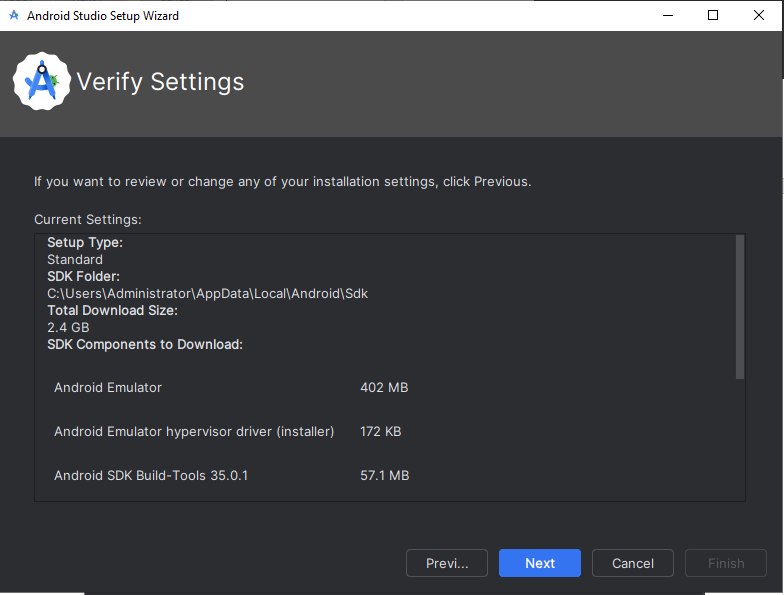 Android Studio Setup Wizard
Verify Settings
If you want to review or change any of your installation settings, click Previous.
Current Settings:
Setup Type:
Standard
SDK Folder:
C:\Users\Administrator\AppData\Local\Android\Sdk
Total Download Size:
2.4 GB
SDK Components to Download:
Android Emulator 402 MB
Android Emulator hypervisor driver (installer) 172 KB
Android SDK Build-Tools 35.0.1 57.1 MB
Previ... Next Cancel Finish